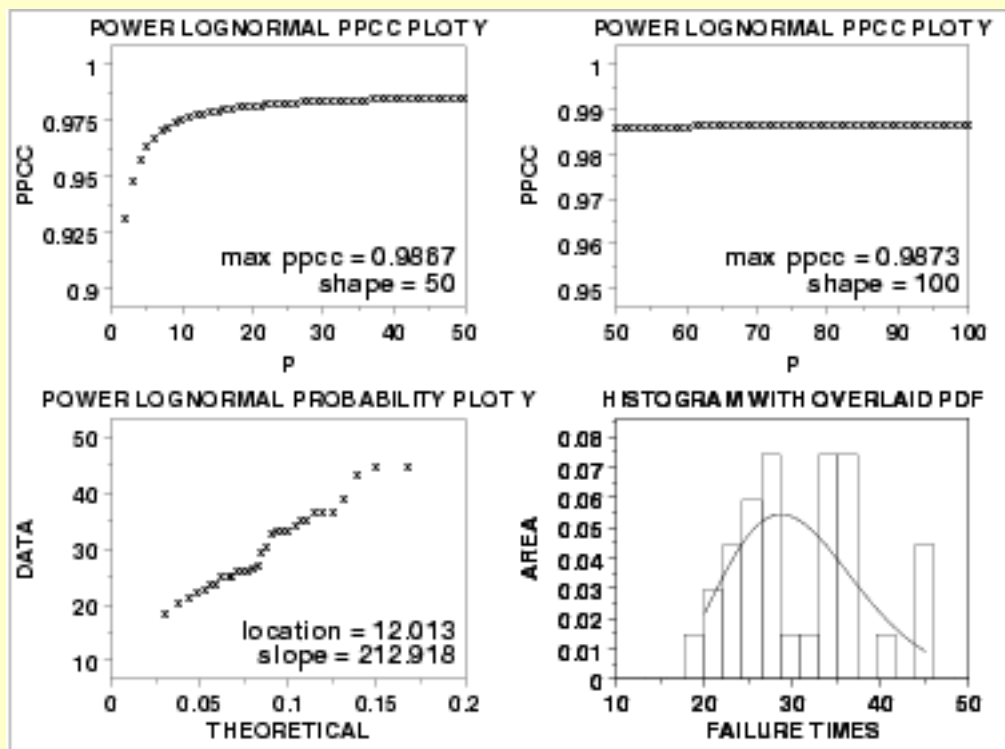 POWER LOGNORMAL PPCC PLOT Y
1
0.975
0.95
0.925
0.9
PPCC
max ppcc = 0.9867
shape = 50
0 10 20 30 40 50
P
POWER LOGNORMAL PPCC PLOT Y
1
0.99
0.98
0.97
0.96
0.95
PPCC
max ppcc = 0.9873
shape = 100
50 60 70 80 90 100
P
POWER LOGNORMAL PROBABILITY PLOT Y
50
40
30
20
10
DATA
location = 12.013
slope = 212.918
0 0.05 0.1 0.15 0.2
THEORETICAL
HISTOGRAM WITH OVERLAID PDF
0.08
0.07
0.06
0.05
0.04
0.03
0.02
0.01
0
AREA
10 20 30 40 50
FAILURE TIMES